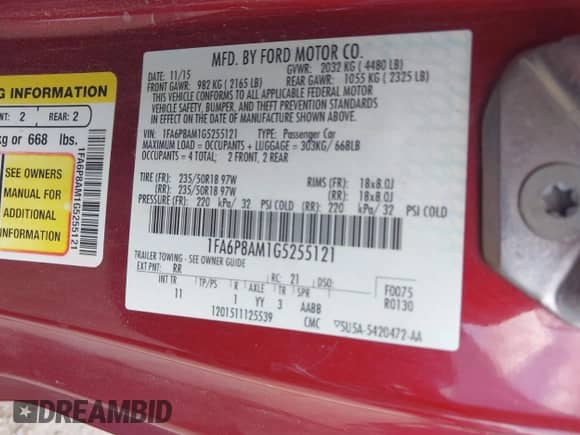 MFD. BY FORD MOTOR CO.
DATE: 11/15 GVWR: 2032 KG ( 4480 LB)
FRONT GAWR: 982 KG ( 2165 LB) REAR GAWR: 1055 KG ( 2325 LB)
THIS VEHICLE CONFORMS TO ALL APPLICABLE FEDERAL MOTOR
VEHICLE SAFETY, BUMPER, AND THEFT PREVENTION STANDARDS
IN EFFECT ON THE DATE OF MANUFACTURE SHOWN ABOVE.
VIN: 1FA6P8AM1G5255121 TYPE: Passenger Car
MAXIMUM LOAD = OCCUPANTS + LUGGAGE = 303KG/ 668LB
OCCUPANTS = 4 TOTAL; 2 FRONT, 2 REAR
TIRE (FR): 235/50R18 97W RIMS (FR): 18x8.0J
TIRE (RR): 235/50R18 97W RIMS (RR): 18x8.0J
PRESSURE (FR): 220 kPa/ 32 PSI COLD (RR): 220 kPa/ 32 PSI COLD
1FA6P8AM1G5255121
TRAILER TOWING - SEE OWNER GUIDE
EXT PNT: RR RC: 21 DSO: F0075
INT TR TP/PS R AXLE TR SPR R0130
11 1 YY 3 AABB
1201511125539 CMC 5U5A-5420472-AA
G INFORMATION
NT: 2 REAR: 2
kg or 668 lbs.
SEE OWNERS
MANUAL FOR
ADDITIONAL
INFORMATION
1FA6P8AM1G5255121
DREAMBID